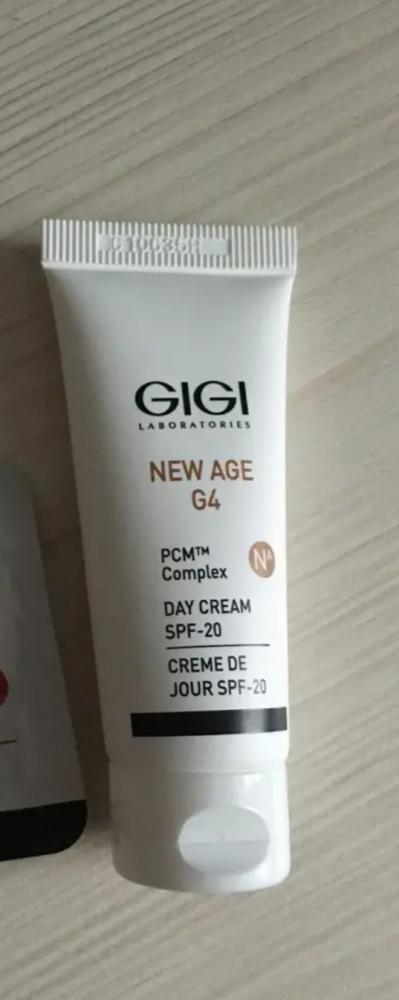 GIGI
LABORATORIES
NEW AGE
G4
PCM™
Complex
NA
DAY CREAM
SPF-20
CREME DE
JOUR SPF-20